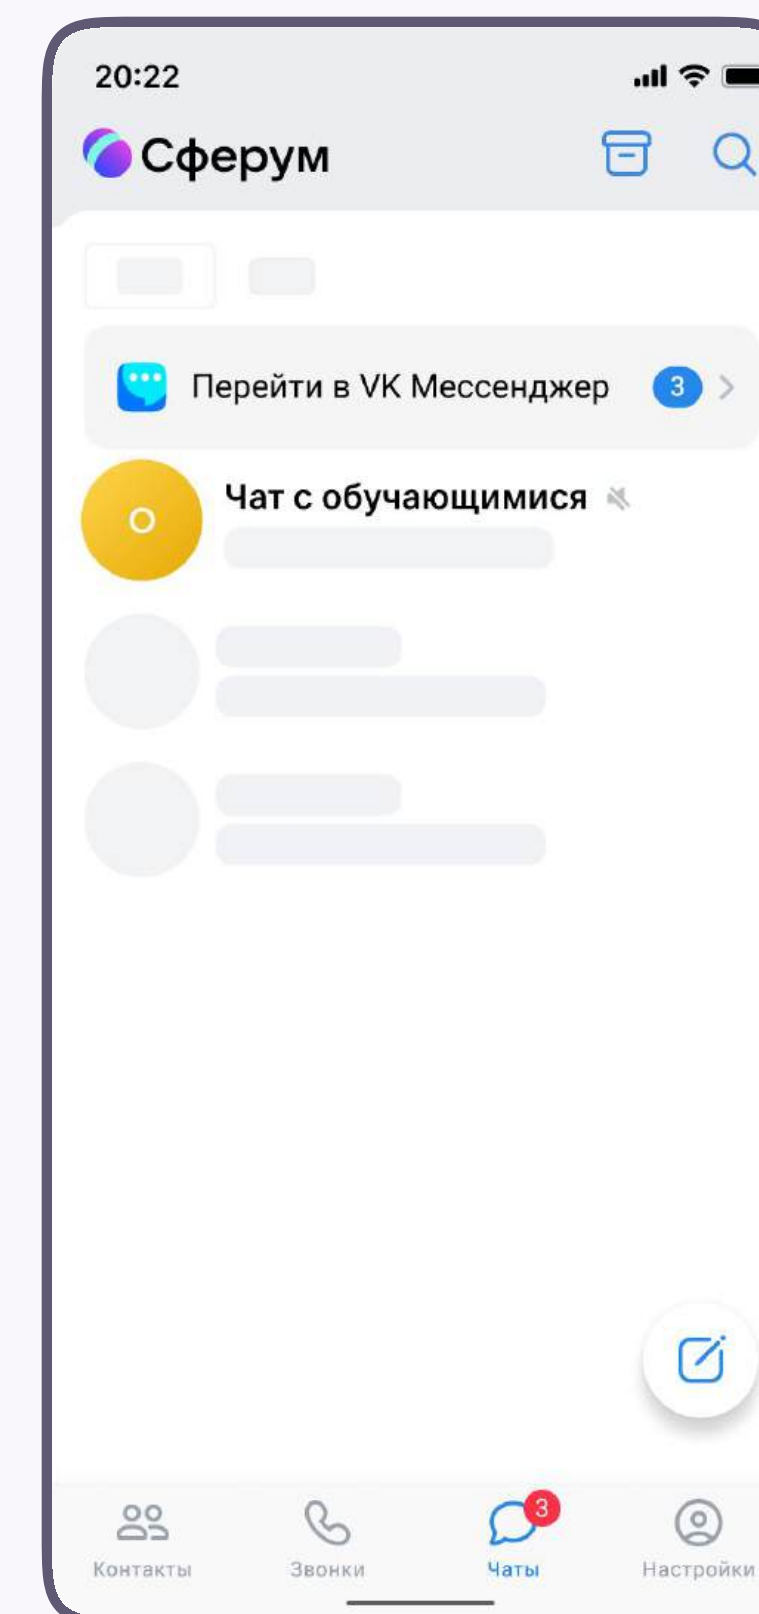 20:22
Сферум
Перейти в VK Мессенджер 3
О Чат с обучающимися
3
Контакты Звонки Чаты Настройки